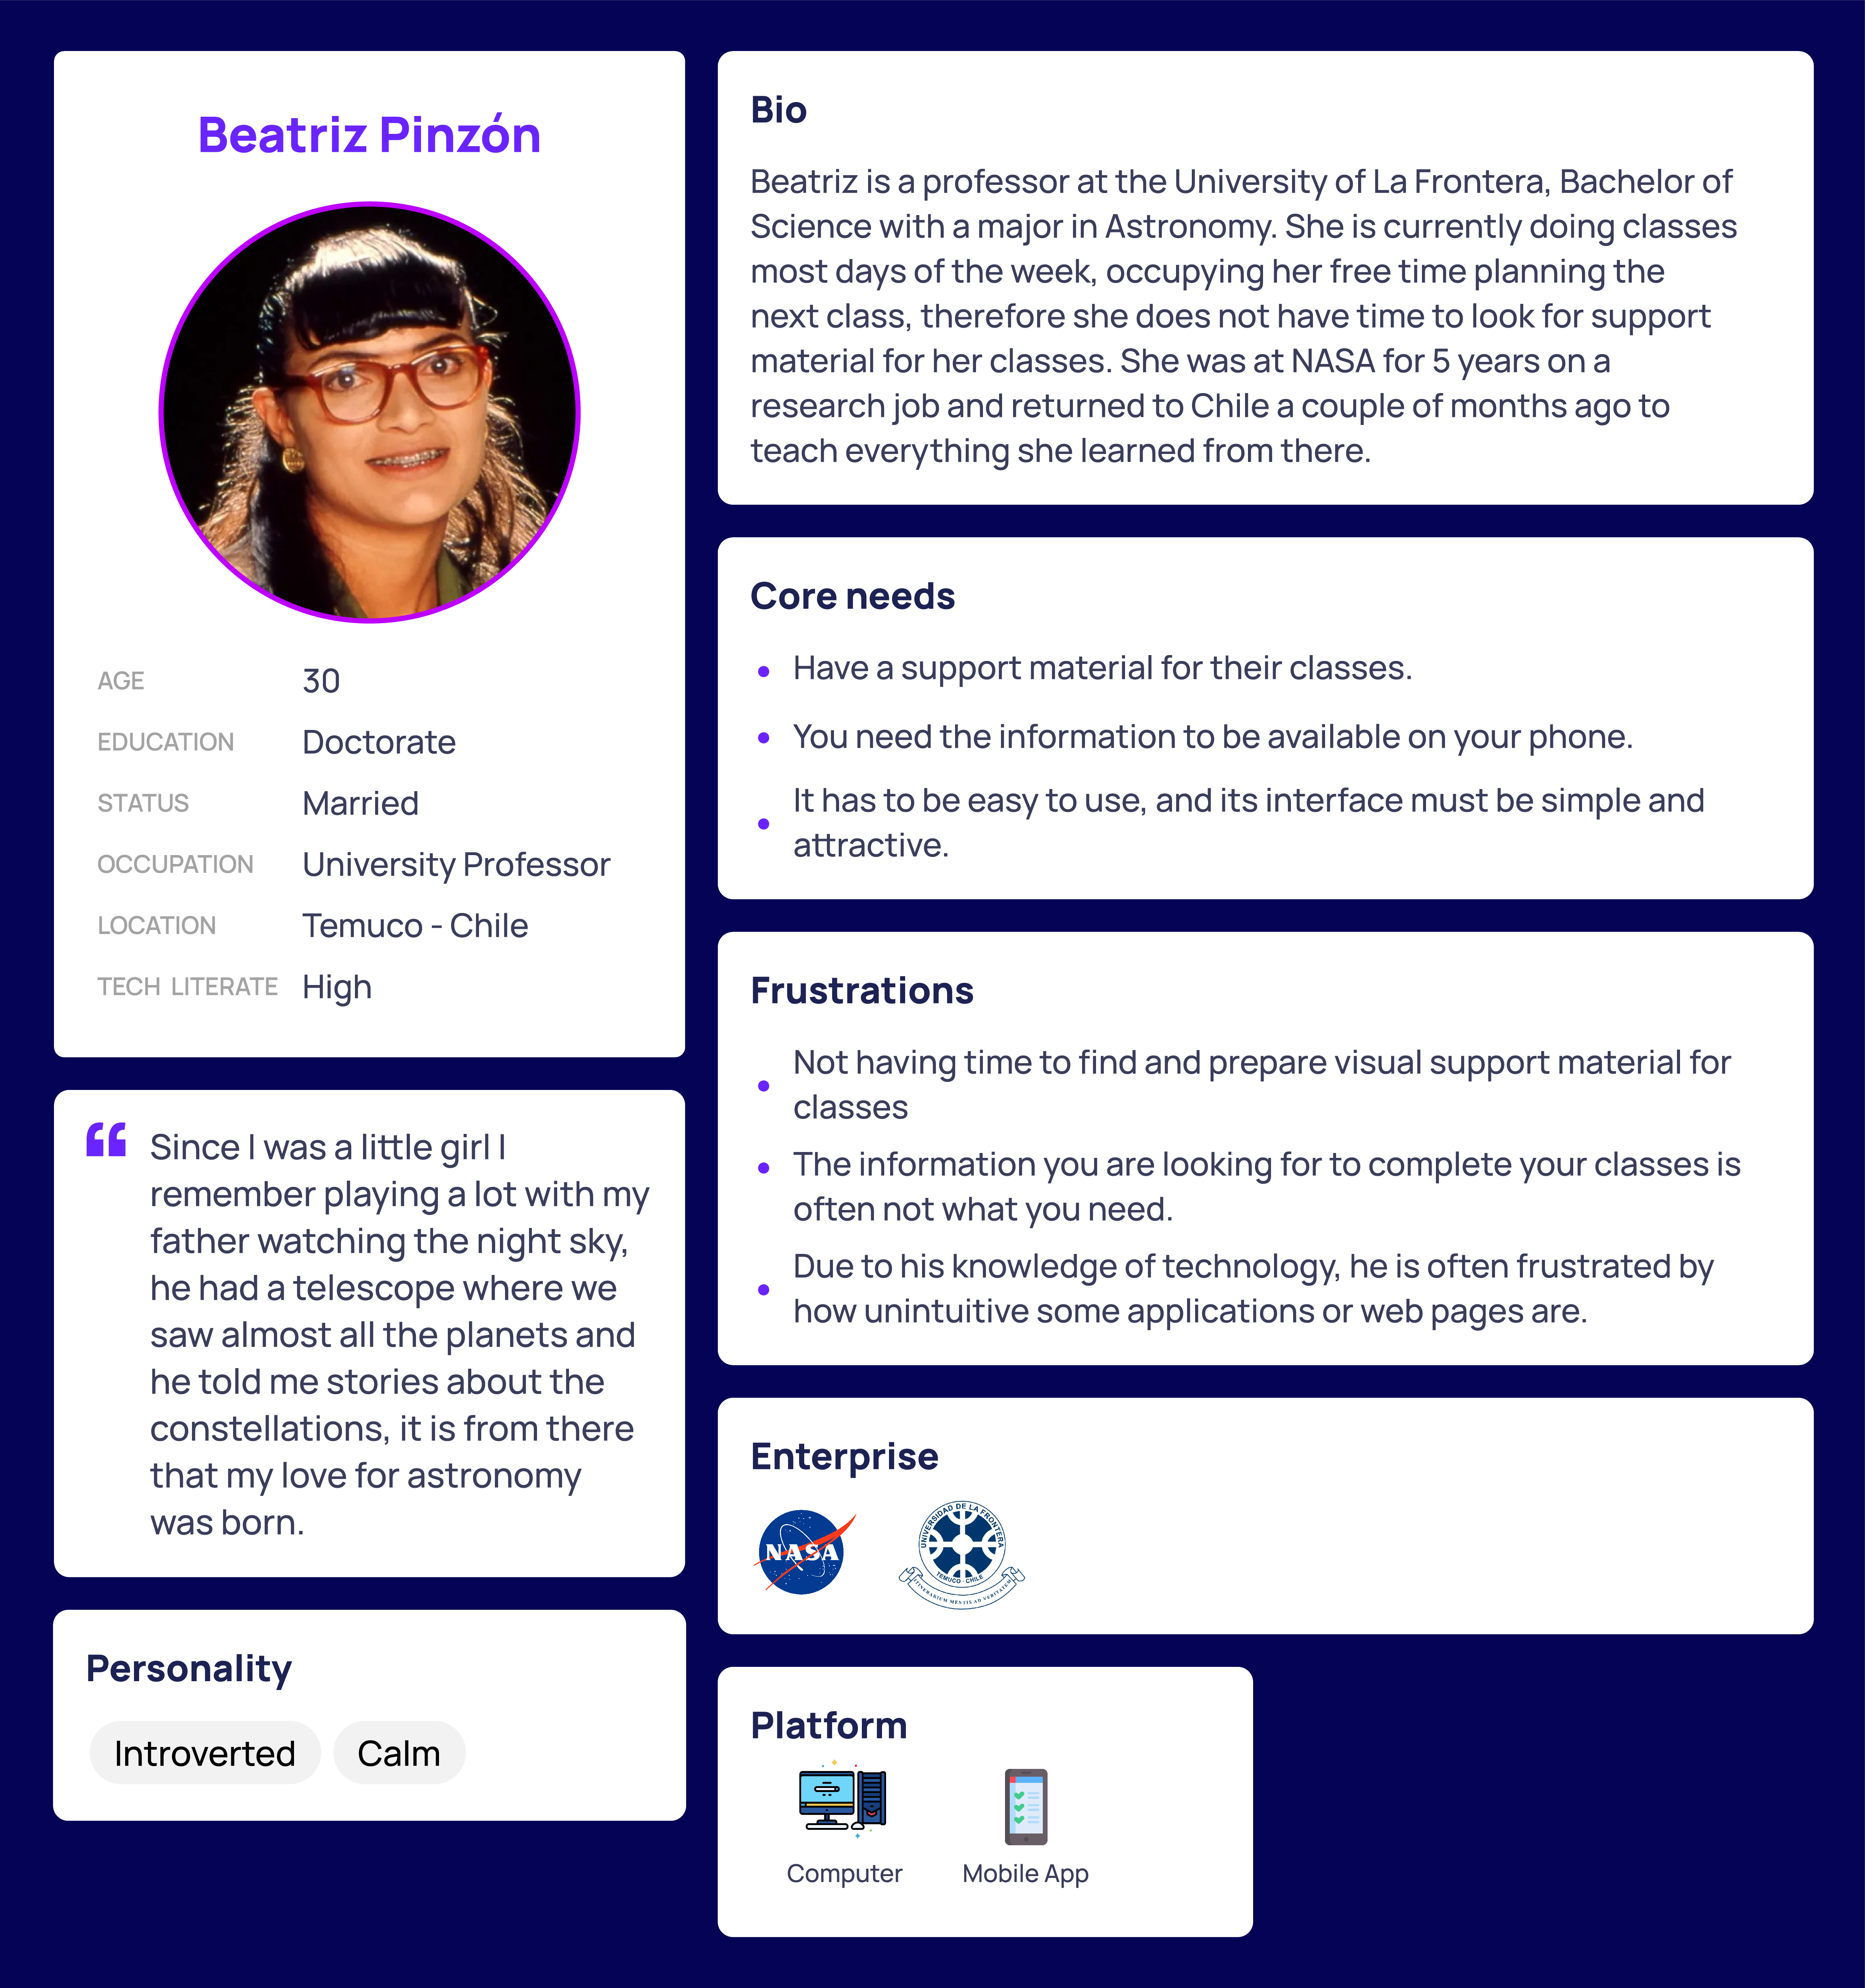 Beatriz Pinzón
AGE 30
EDUCATION Doctorate
STATUS Married
OCCUPATION University Professor
LOCATION Temuco - Chile
TECH LITERATE High
Since I was a little girl I
remember playing a lot with my
father watching the night sky,
he had a telescope where we
saw almost all the planets and
he told me stories about the
constellations, it is from there
that my love for astronomy
was born.
Personality
Introverted
Calm
Bio
Beatriz is a professor at the University of La Frontera, Bachelor of
Science with a major in Astronomy. She is currently doing classes
most days of the week, occupying her free time planning the
next class, therefore she does not have time to look for support
material for her classes. She was at NASA for 5 years on a
research job and returned to Chile a couple of months ago to
teach everything she learned from there.
Core needs
Have a support material for their classes.
You need the information to be available on your phone.
It has to be easy to use, and its interface must be simple and
attractive.
Frustrations
Not having time to find and prepare visual support material for
classes
The information you are looking for to complete your classes is
often not what you need.
Due to his knowledge of technology, he is often frustrated by
how unintuitive some applications or web pages are.
Enterprise
NASA
UNIVERSIDAD DE LA FRONTERA
TEMUCO - CHILE
ITINERARIUM MENTIS AD VERITATEM
Platform
Computer
Mobile App